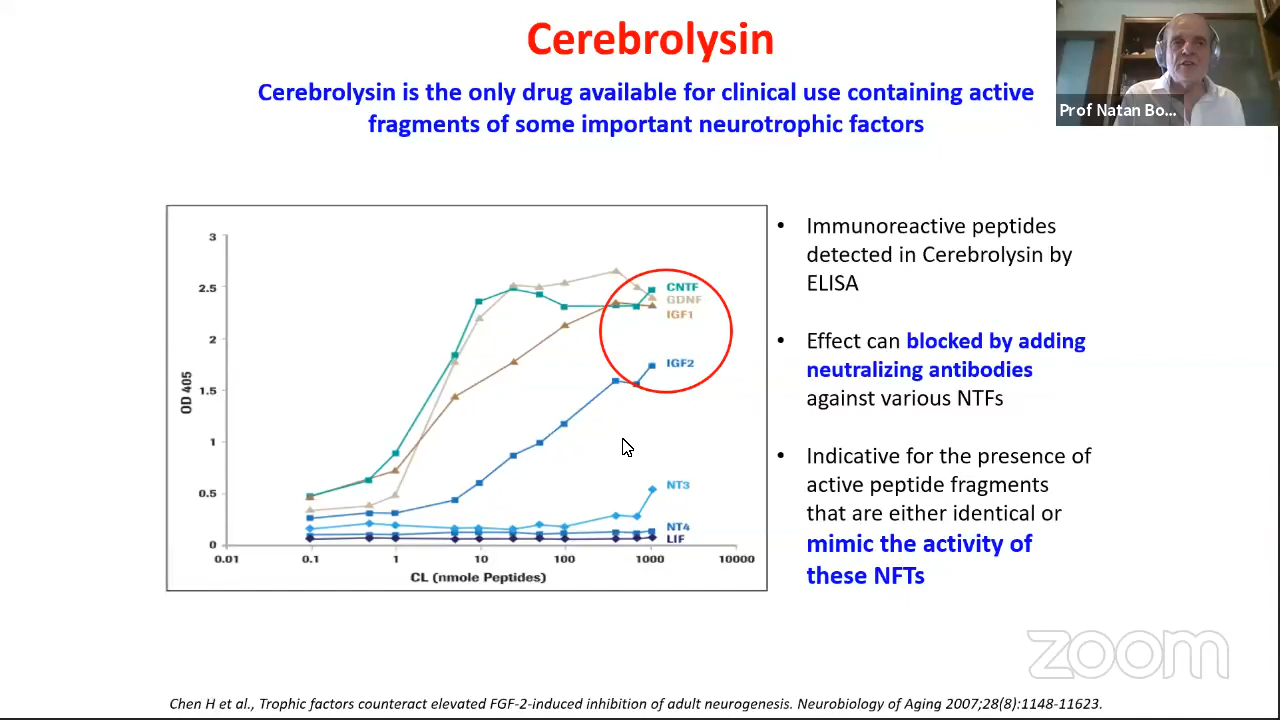 Cerebrolysin
Cerebrolysin is the only drug available for clinical use containing active
fragments of some important neurotrophic factors
Prof Natan Bo...
3
2.5
2
1.5
1
0.5
0
OD 405
0.01 0.1 1 10 100 1000 10000
CL (nmole Peptides)
CNTF
GDNF
IGF1
IGF2
NT3
NT4
LIF
• Immunoreactive peptides
detected in Cerebrolysin by
ELISA
• Effect can blocked by adding
neutralizing antibodies
against various NTFs
• Indicative for the presence of
active peptide fragments
that are either identical or
mimic the activity of
these NFTs
zoom
Chen H et al., Trophic factors counteract elevated FGF-2-induced inhibition of adult neurogenesis. Neurobiology of Aging 2007;28(8):1148-11623.